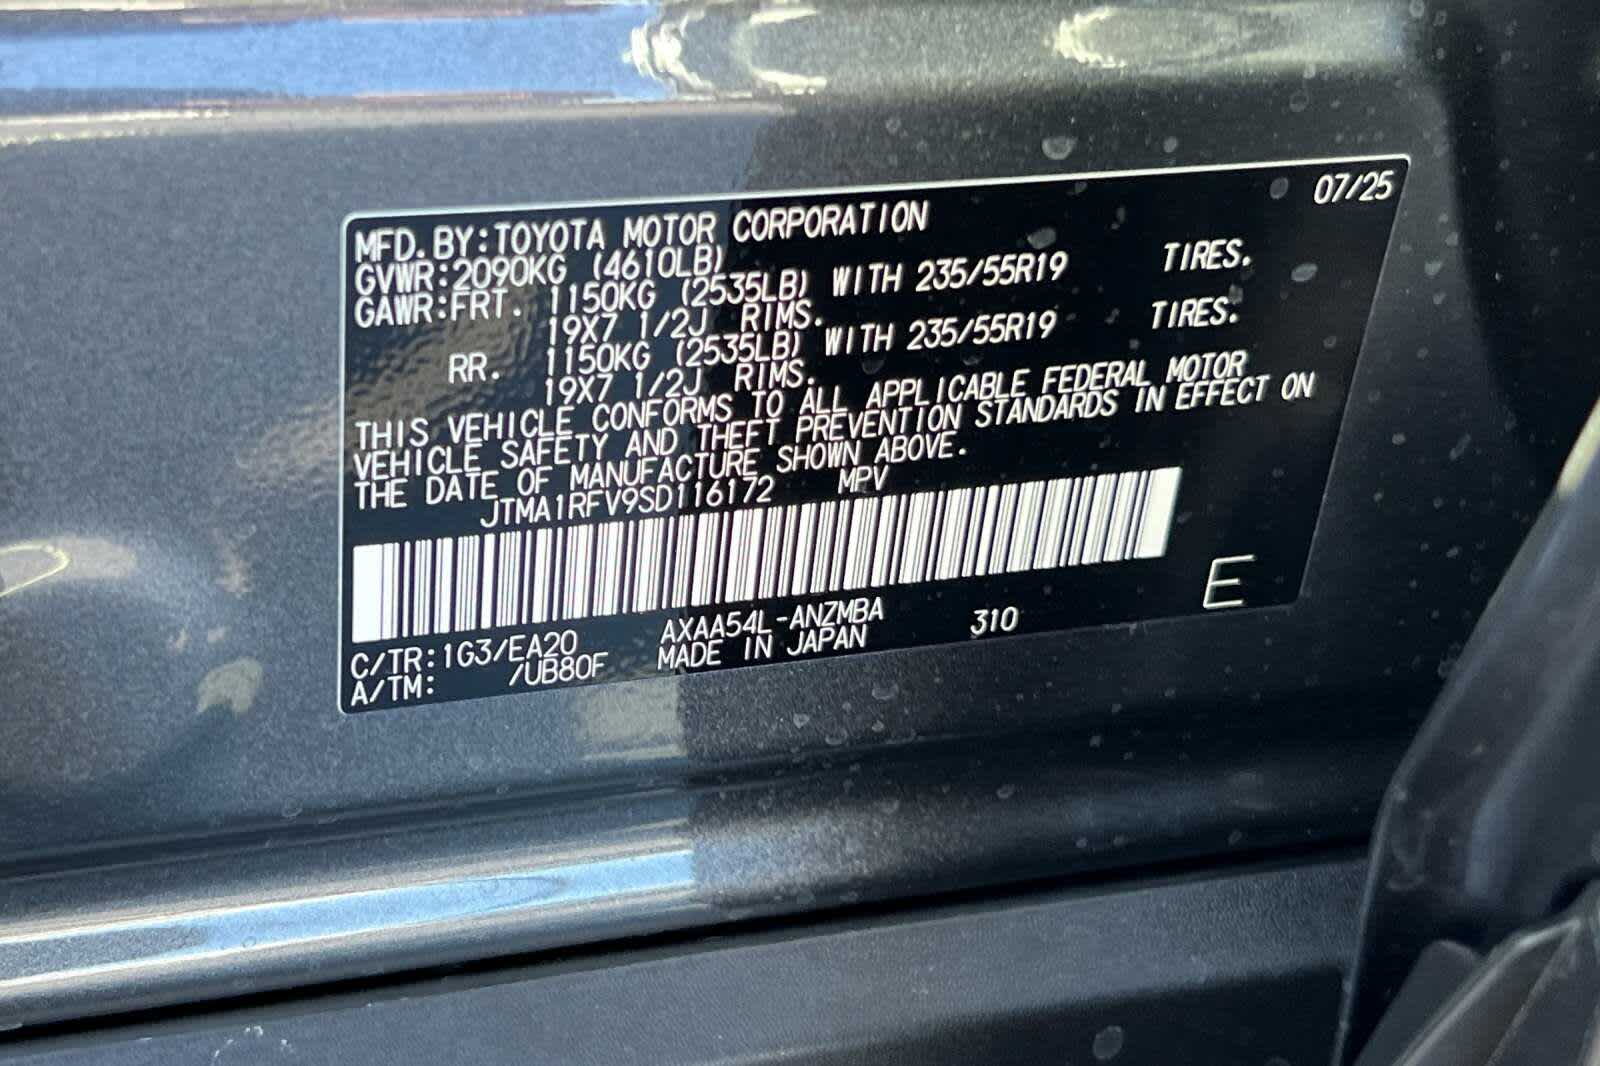 07/25
MFD.BY:TOYOTA MOTOR CORPORATION
GVWR:2090KG (4610LB)
GAWR:FRT. 1150KG (2535LB) WITH 235/55R19 TIRES.
19X7 1/2J RIMS.
RR. 1150KG (2535LB) WITH 235/55R19 TIRES.
19X7 1/2J RIMS.
THIS VEHICLE CONFORMS TO ALL APPLICABLE FEDERAL MOTOR
VEHICLE SAFETY AND THEFT PREVENTION STANDARDS IN EFFECT ON
THE DATE OF MANUFACTURE SHOWN ABOVE.
JTMA1RFV9SD116172 MPV
E
C/TR:1G3/EA20 AXAA54L-ANZMBA 310
A/TM: /UB80F MADE IN JAPAN